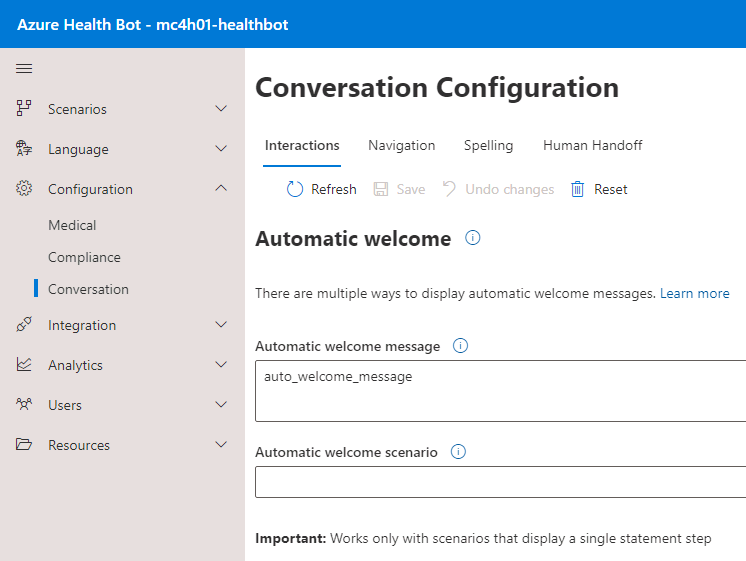 Azure Health Bot - mc4h01-healthbot
Scenarios
Language
Configuration
Medical
Compliance
Conversation
Integration
Analytics
Users
Resources
Conversation Configuration
Interactions Navigation Spelling Human Handoff
Refresh Save Undo changes Reset
Automatic welcome
There are multiple ways to display automatic welcome messages. Learn more
Automatic welcome message
auto_welcome_message
Automatic welcome scenario
Important: Works only with scenarios that display a single statement step